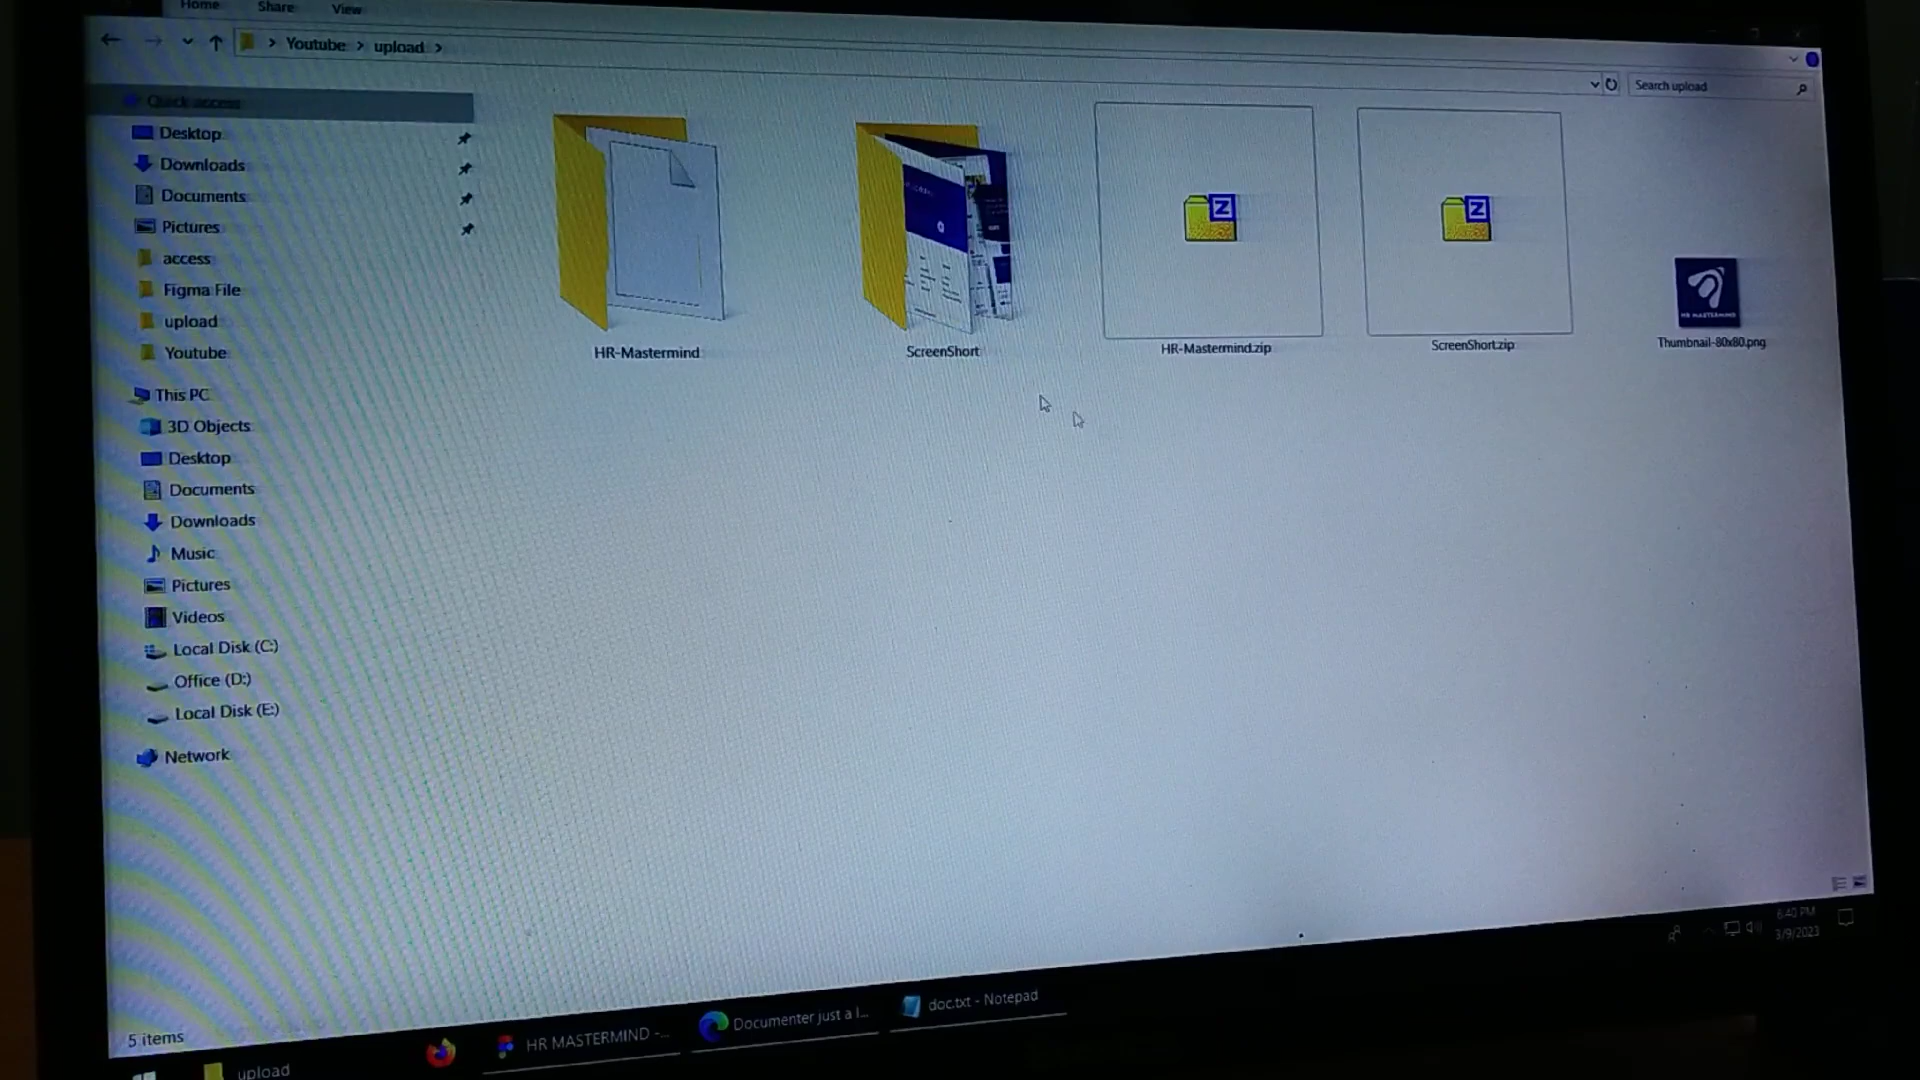 Home Share View
Youtube > upload >
Search upload
Quick access
Desktop
Downloads
Documents
Pictures
access
Figma File
upload
Youtube
This PC
3D Objects
Desktop
Documents
Downloads
Music
Pictures
Videos
Local Disk (C:)
Office (D:)
Local Disk (E:)
Network
HR-Mastermind
ScreenShort
HR-Mastermind.zip
ScreenShort.zip
HR MASTERMIND
Thumbnail-80x80.png
5 items
upload
HR MASTERMIND -...
Documenter just a l...
doc.txt - Notepad
6:40 PM
3/9/2023